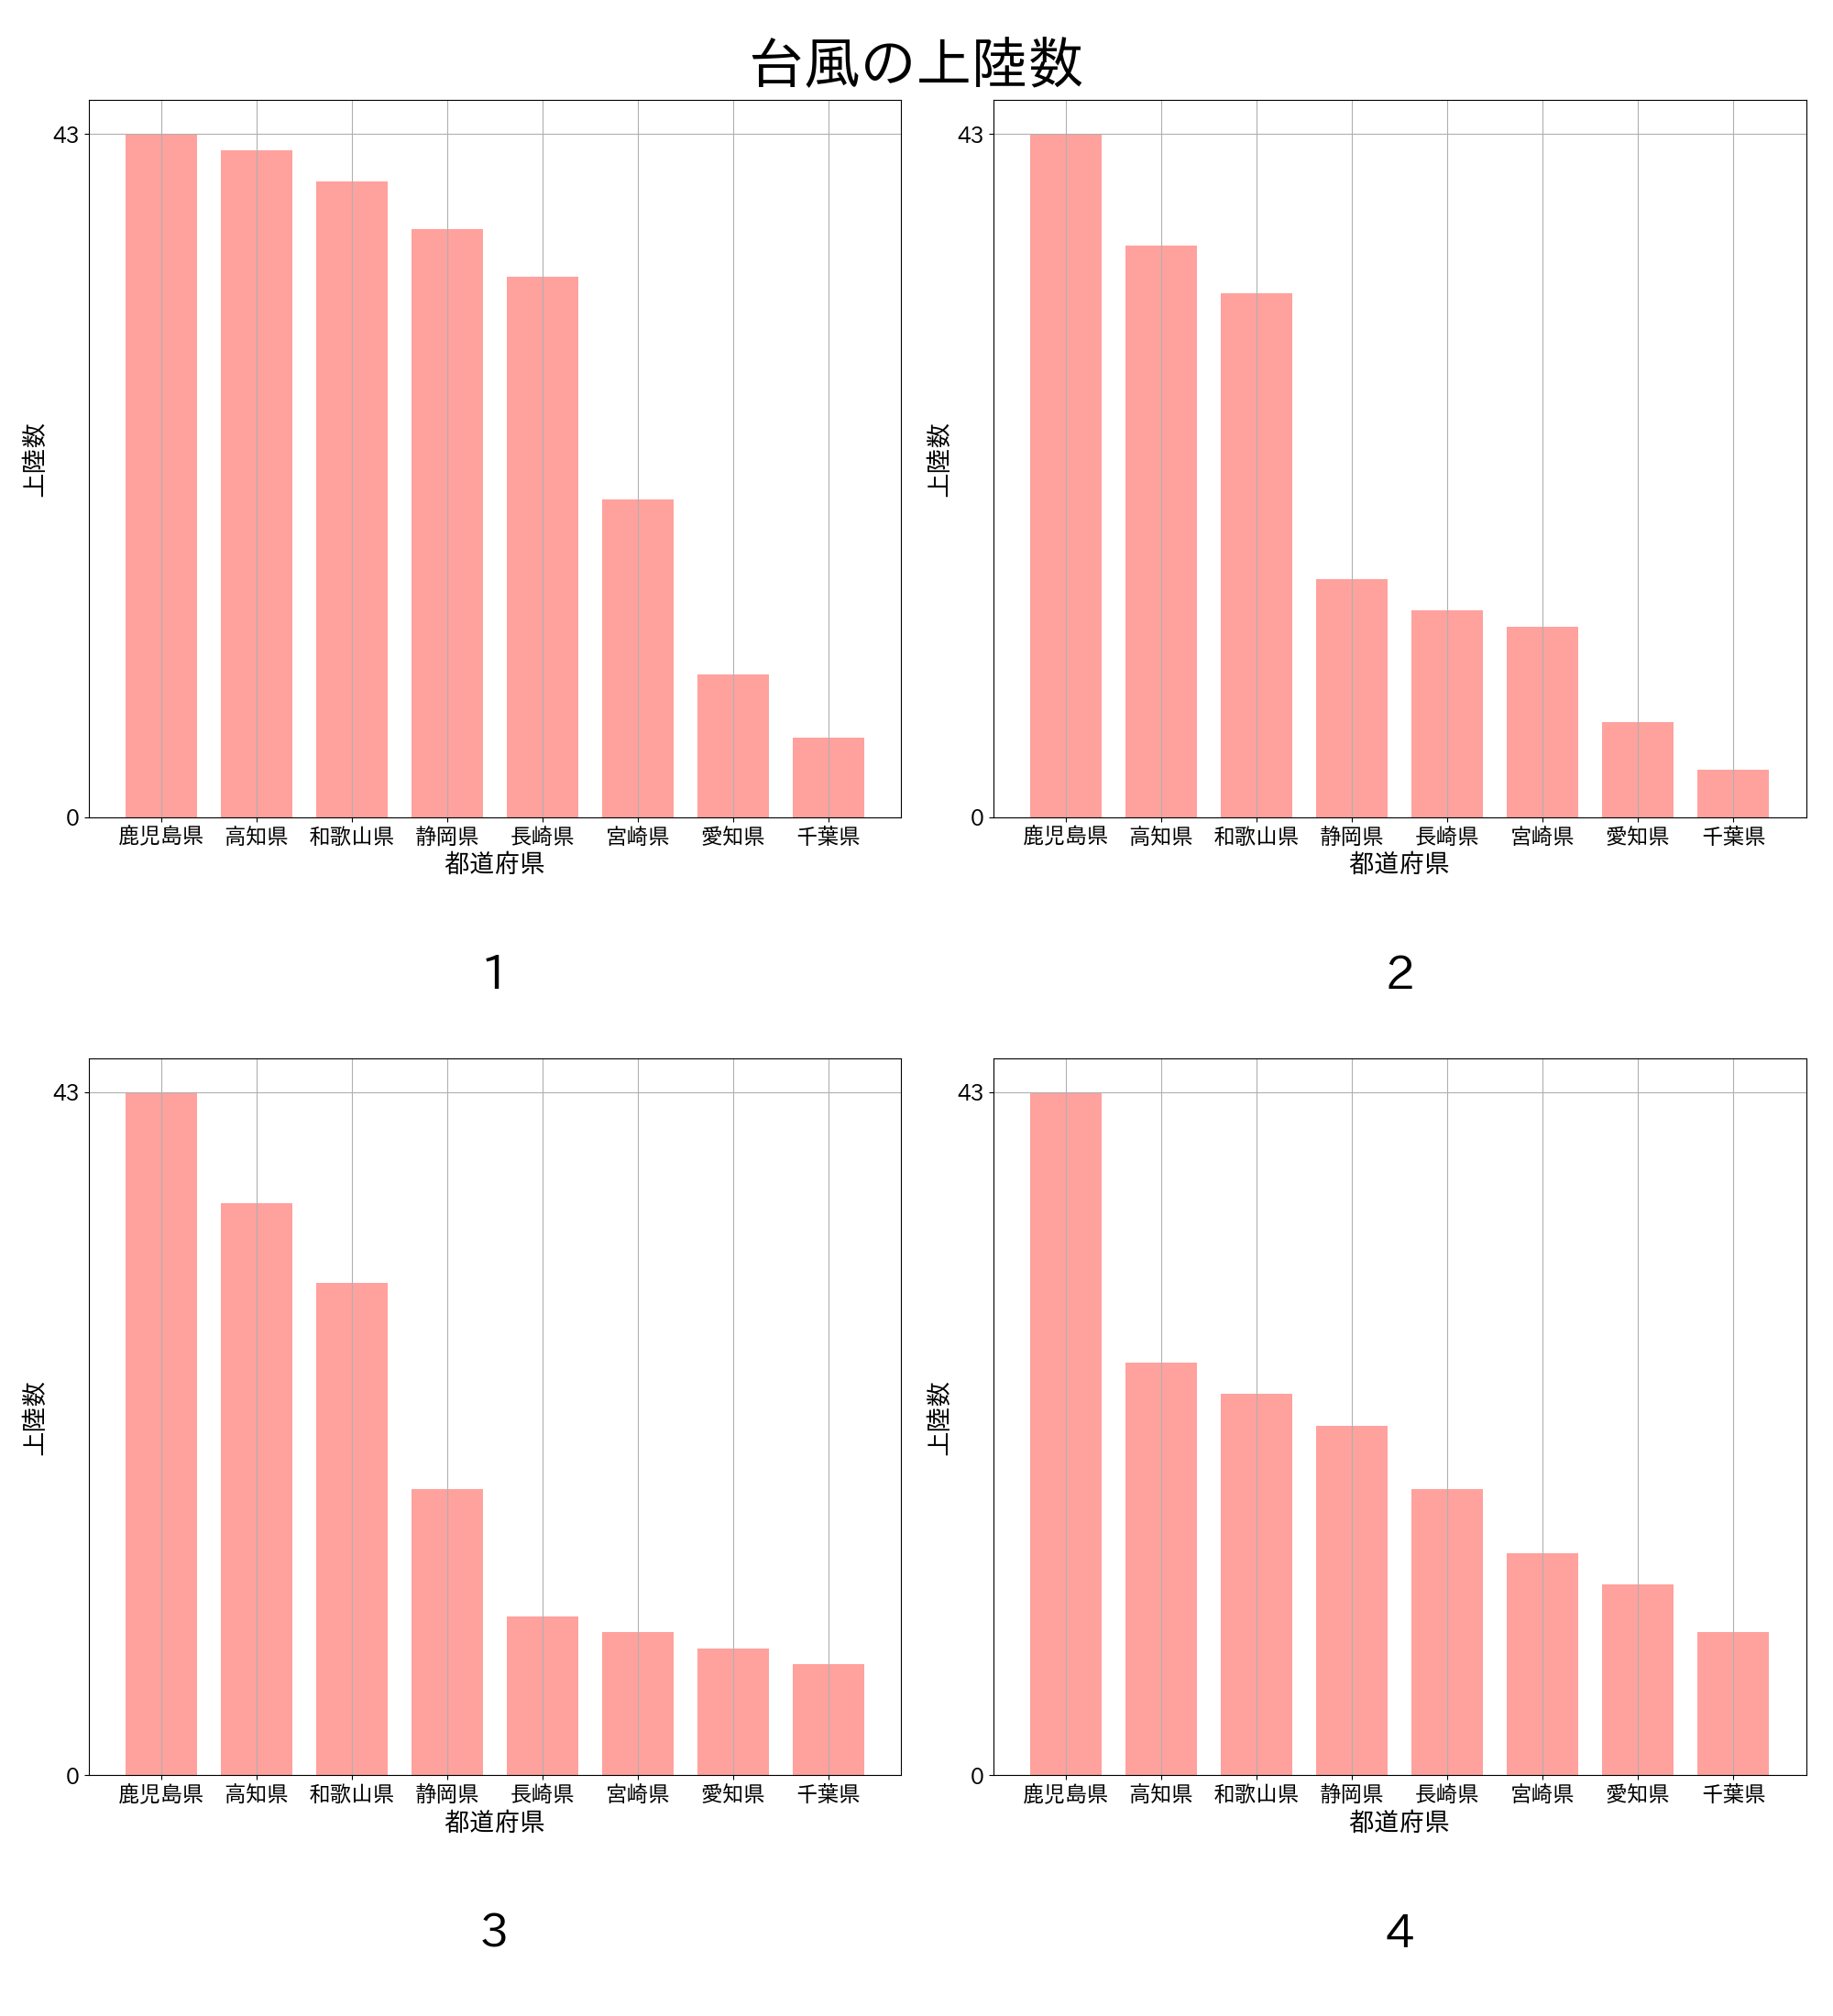 台風の上陸数
43
上陸数
0
鹿児島県 高知県 和歌山県 静岡県 長崎県 宮崎県 愛知県 千葉県
都道府県
1
43
上陸数
0
鹿児島県 高知県 和歌山県 静岡県 長崎県 宮崎県 愛知県 千葉県
都道府県
2
43
上陸数
0
鹿児島県 高知県 和歌山県 静岡県 長崎県 宮崎県 愛知県 千葉県
都道府県
3
43
上陸数
0
鹿児島県 高知県 和歌山県 静岡県 長崎県 宮崎県 愛知県 千葉県
都道府県
4